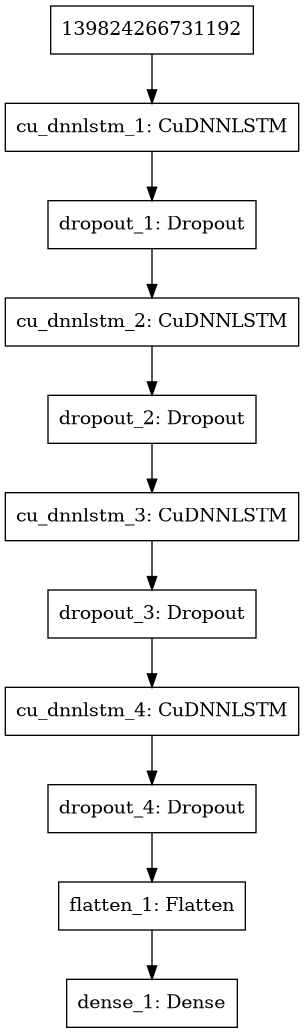 139824266731192
cu_dnnlstm_1: CuDNNLSTM
dropout_1: Dropout
cu_dnnlstm_2: CuDNNLSTM
dropout_2: Dropout
cu_dnnlstm_3: CuDNNLSTM
dropout_3: Dropout
cu_dnnlstm_4: CuDNNLSTM
dropout_4: Dropout
flatten_1: Flatten
dense_1: Dense